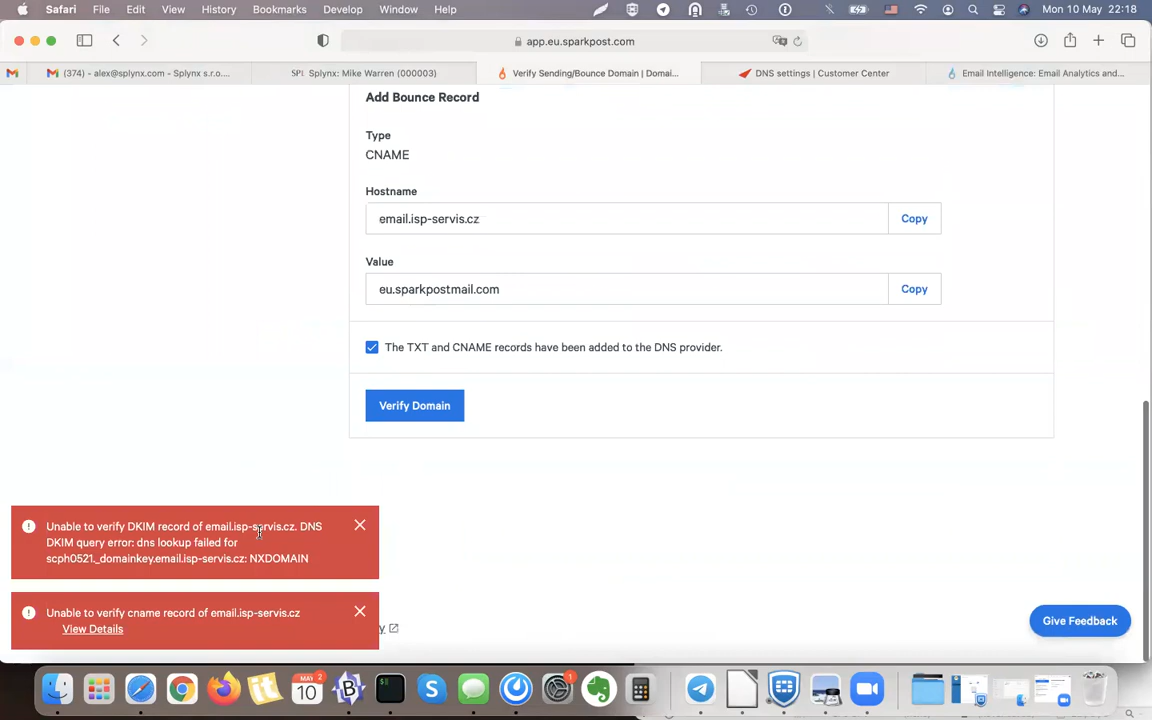 Safari File Edit View History Bookmarks Develop Window Help Mon 10 May 22:18
app.eu.sparkpost.com
(374) - alex@splynx.com - Splynx s.r.o....
SPL Splynx: Mike Warren (000003)
Verify Sending/Bounce Domain | Domai...
DNS settings | Customer Center
Email Intelligence: Email Analytics and...
Add Bounce Record
Type
CNAME
Hostname
email.isp-servis.cz Copy
Value
eu.sparkpostmail.com Copy
The TXT and CNAME records have been added to the DNS provider.
Verify Domain
Unable to verify DKIM record of email.isp-servis.cz. DNS
DKIM query error: dns lookup failed for
scph0521._domainkey.email.isp-servis.cz: NXDOMAIN
Unable to verify cname record of email.isp-servis.cz
View Details
Give Feedback
MAY 2
10
1